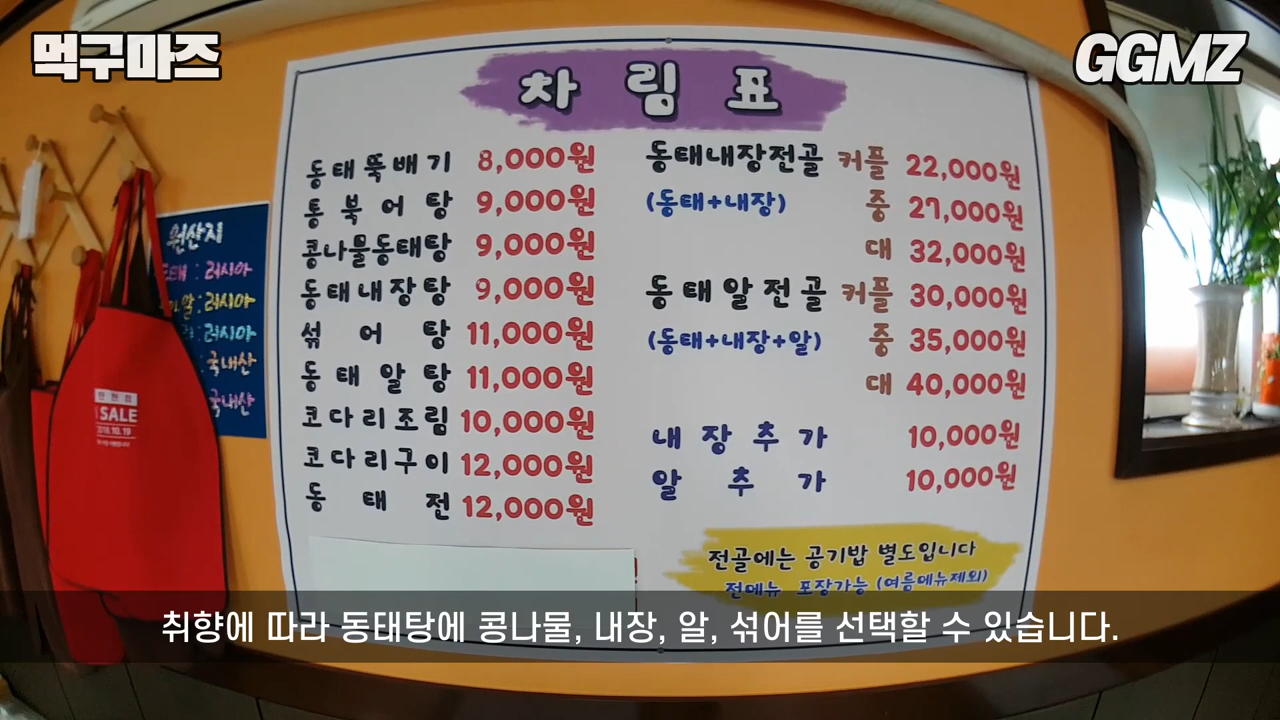 먹구마즈
GGMZ
차림표
동태뚝배기 8,000원
통북어탕 9,000원
콩나물동태탕 9,000원
동태내장탕 9,000원
섞어탕 11,000원
동태알탕 11,000원
코다리조림 10,000원
코다리구이 12,000원
동태전 12,000원
동태내장전골 커플 22,000원
(동태+내장) 중 27,000원
대 32,000원
동태알전골 커플 30,000원
(동태+내장+알) 중 35,000원
대 40,000원
내장추가 10,000원
알추가 10,000원
전골에는 공기밥 별도입니다
전메뉴 포장가능 (여름메뉴제외)
원산지
: 러시아
알 : 러시아
: 러시아
: 국내산
: 국내산
SALE
2018.10.19
취향에 따라 동태탕에 콩나물, 내장, 알, 섞어를 선택할 수 있습니다.